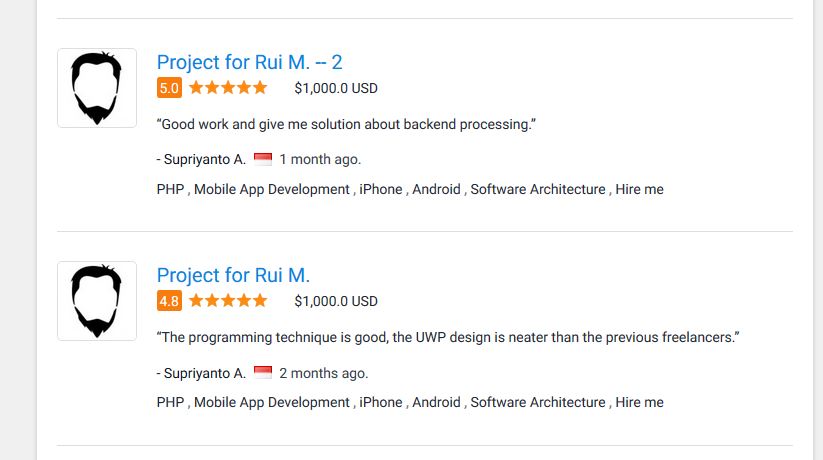 Project for Rui M. -- 2
5.0 $1,000.0 USD
“Good work and give me solution about backend processing.”
- Supriyanto A. 1 month ago.
PHP , Mobile App Development , iPhone , Android , Software Architecture , Hire me
Project for Rui M.
4.8 $1,000.0 USD
“The programming technique is good, the UWP design is neater than the previous freelancers.”
- Supriyanto A. 2 months ago.
PHP , Mobile App Development , iPhone , Android , Software Architecture , Hire me